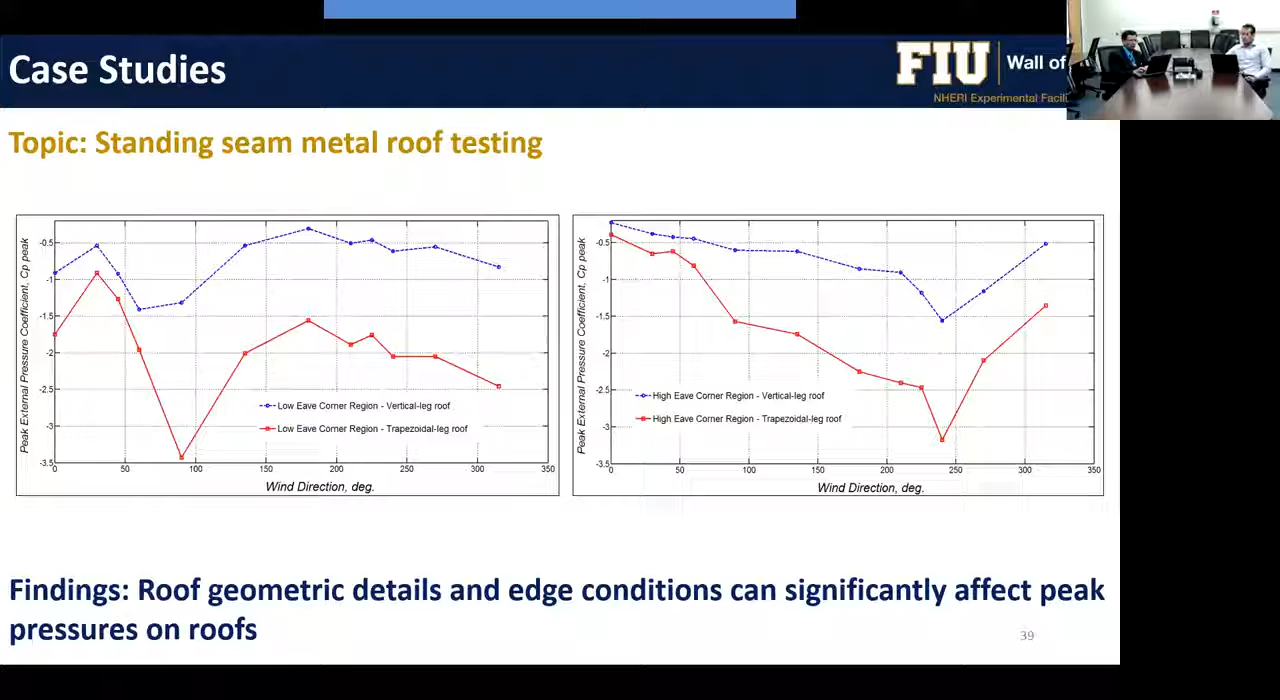 Case Studies
FIU
Wall of
NHERI Experimental Facili
Topic: Standing seam metal roof testing
Peak External Pressure Coefficient, Cp peak
-0.5
-1
-1.5
-2
-2.5
-3
-3.5
0 50 100 150 200 250 300 350
Low Eave Corner Region - Vertical-leg roof
Low Eave Corner Region - Trapezoidal-leg roof
Wind Direction, deg.
Peak External Pressure Coefficient, Cp peak
-0.5
-1
-1.5
-2
-2.5
-3
-3.5
0 50 100 150 200 250 300 350
High Eave Corner Region - Vertical-leg roof
High Eave Corner Region - Trapezoidal-leg roof
Wind Direction, deg.
Findings: Roof geometric details and edge conditions can significantly affect peak
pressures on roofs
39